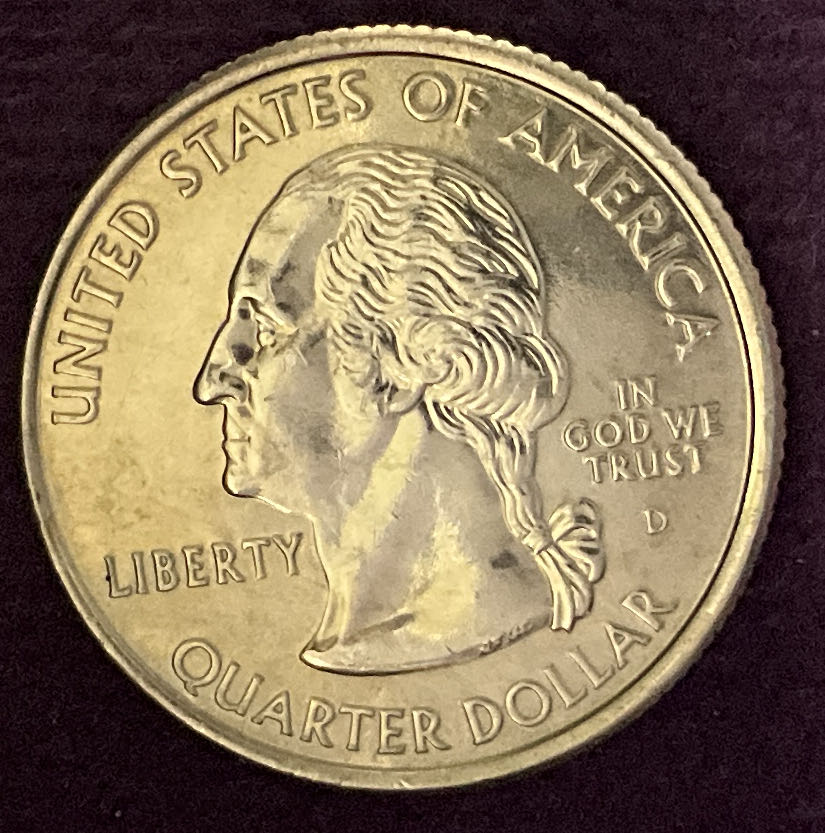 UNITED STATES OF AMERICA
IN
GOD WE
TRUST
D
LIBERTY
QUARTER DOLLAR